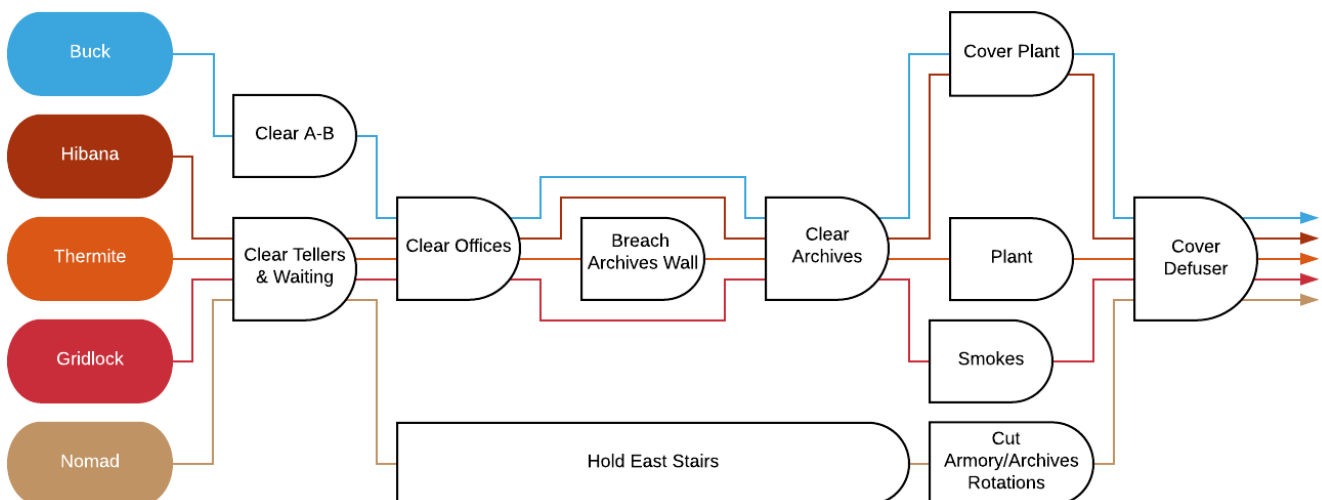 Buck
Hibana
Thermite
Gridlock
Nomad
Clear A-B
Clear Tellers
& Waiting
Clear Offices
Breach
Archives Wall
Clear
Archives
Cover Plant
Plant
Smokes
Hold East Stairs
Cut
Armory/Archives
Rotations
Cover
Defuser